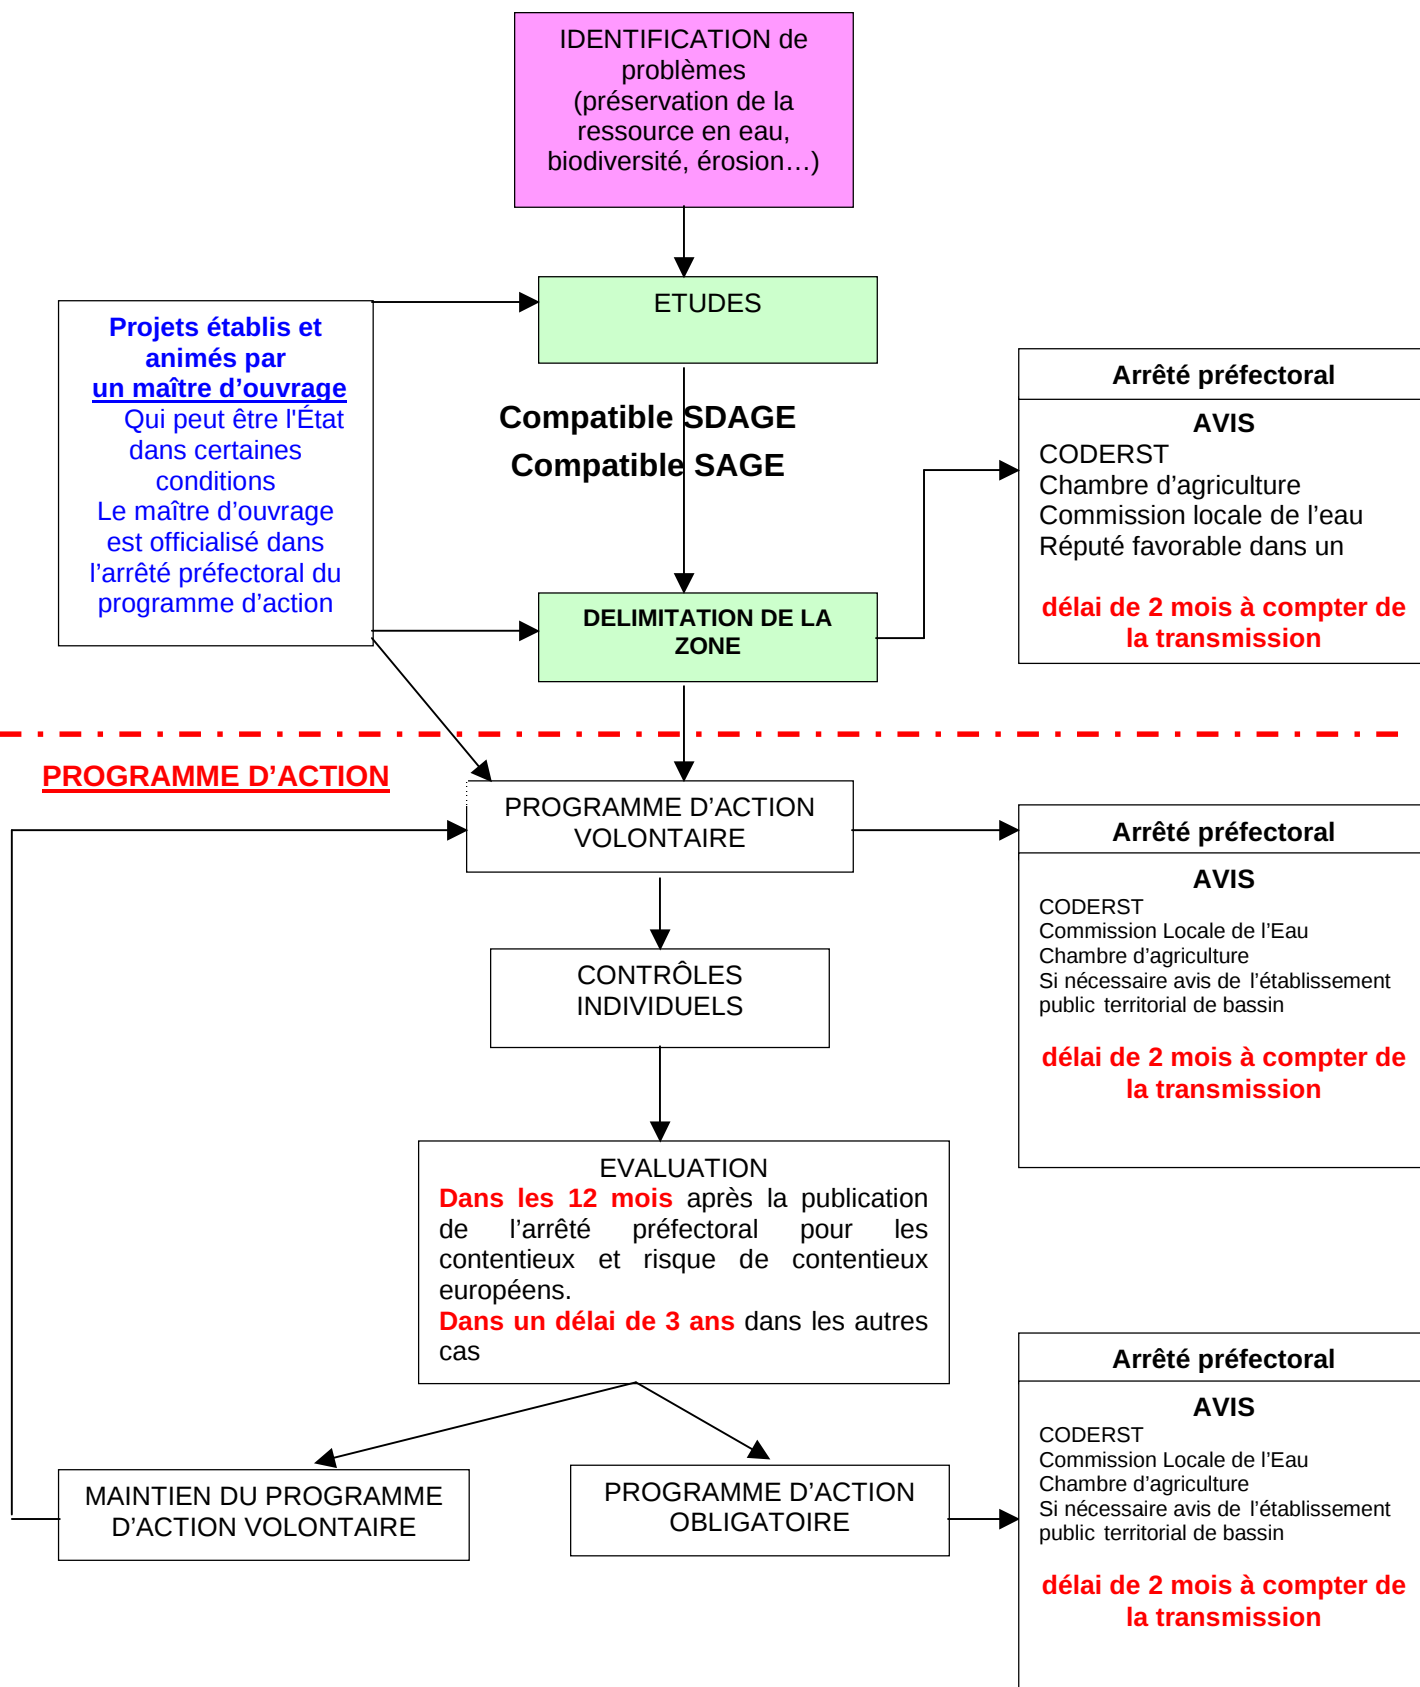 IDENTIFICATION de
problèmes
(préservation de la
ressource en eau,
biodiversité, érosion…)
ETUDES
Projets établis et
animés par
un maître d’ouvrage
Qui peut être l'État
dans certaines
conditions
Le maître d’ouvrage
est officialisé dans
l’arrêté préfectoral du
programme d’action
Compatible SDAGE
Compatible SAGE
Arrêté préfectoral
AVIS
CODERST
Chambre d’agriculture
Commission locale de l’eau
Réputé favorable dans un
délai de 2 mois à compter de
la transmission
DELIMITATION DE LA
ZONE
PROGRAMME D’ACTION
PROGRAMME D’ACTION
VOLONTAIRE
Arrêté préfectoral
AVIS
CODERST
Commission Locale de l’Eau
Chambre d’agriculture
Si nécessaire avis de l’établissement
public territorial de bassin
délai de 2 mois à compter de
la transmission
CONTRÔLES
INDIVIDUELS
EVALUATION
Dans les 12 mois après la publication
de l’arrêté préfectoral pour les
contentieux et risque de contentieux
européens.
Dans un délai de 3 ans dans les autres
cas
MAINTIEN DU PROGRAMME
D’ACTION VOLONTAIRE
PROGRAMME D’ACTION
OBLIGATOIRE
Arrêté préfectoral
AVIS
CODERST
Commission Locale de l’Eau
Chambre d’agriculture
Si nécessaire avis de l’établissement
public territorial de bassin
délai de 2 mois à compter de
la transmission